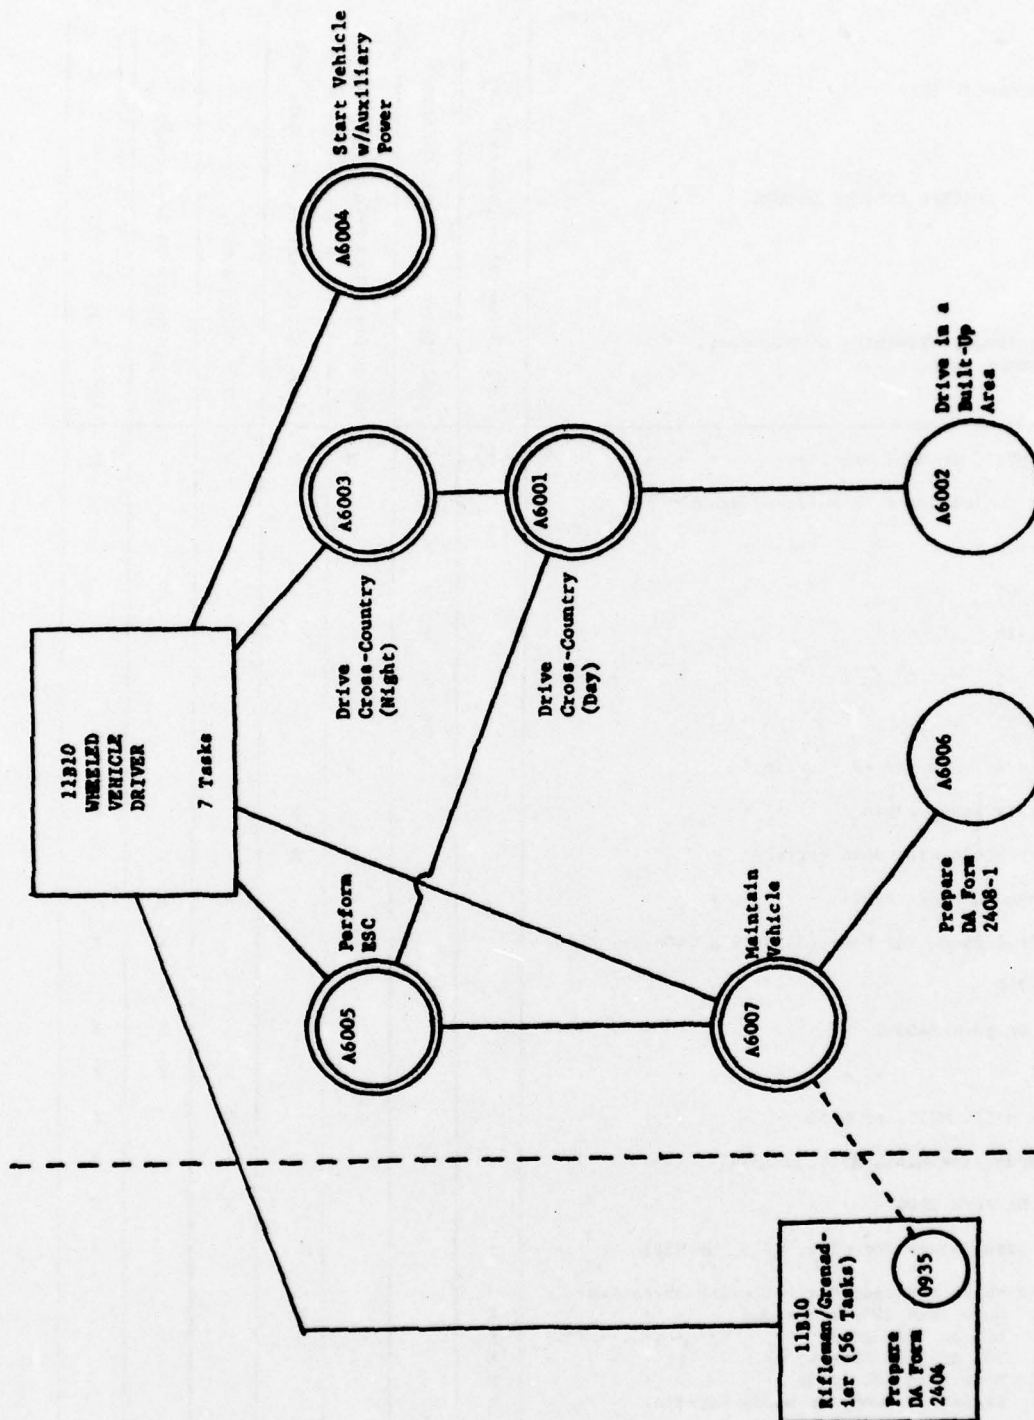 11B10
WHEELED
VEHICLE
DRIVER
7 Tasks
A6004
Start Vehicle
w/Auxiliary
Power
A6003
Drive
Cross-Country
(Night)
A6001
Drive
Cross-Country
(Day)
A6002
Drive in a
Built-Up
Area
A6005
Perform
ESC
A6007
Maintain
Vehicle
A6006
Prepare
DA Form
2408-1
11B10
Rifleman/Grenad-
ier (56 Tasks)
Prepare
DA Form
2404
0935